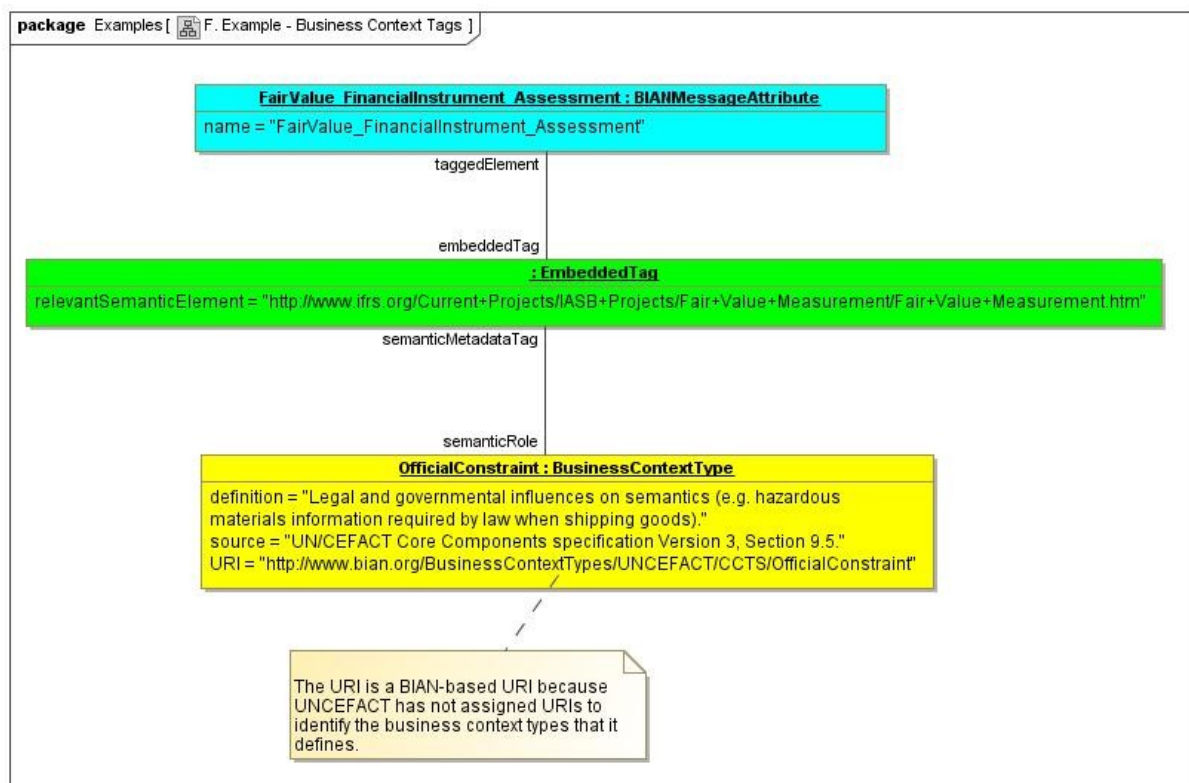 package Examples [ F. Example - Business Context Tags ]
FairValue_FinancialInstrument_Assessment : BIANMessageAttribute
name = "FairValue_FinancialInstrument_Assessment"
taggedElement
embeddedTag
: EmbeddedTag
relevantSemanticElement = "http://www.ifrs.org/Current+Projects/IASB+Projects/Fair+Value+Measurement/Fair+Value+Measurement.htm"
semanticMetadataTag
semanticRole
OfficialConstraint : BusinessContextType
definition = "Legal and governmental influences on semantics (e.g. hazardous
materials information required by law when shipping goods)."
source = "UN/CEFACT Core Components specification Version 3, Section 9.5."
URI = "http://www.bian.org/BusinessContextTypes/UNCEFACT/CCTS/OfficialConstraint"
The URI is a BIAN-based URI because
UNCEFACT has not assigned URIs to
identify the business context types that it
defines.